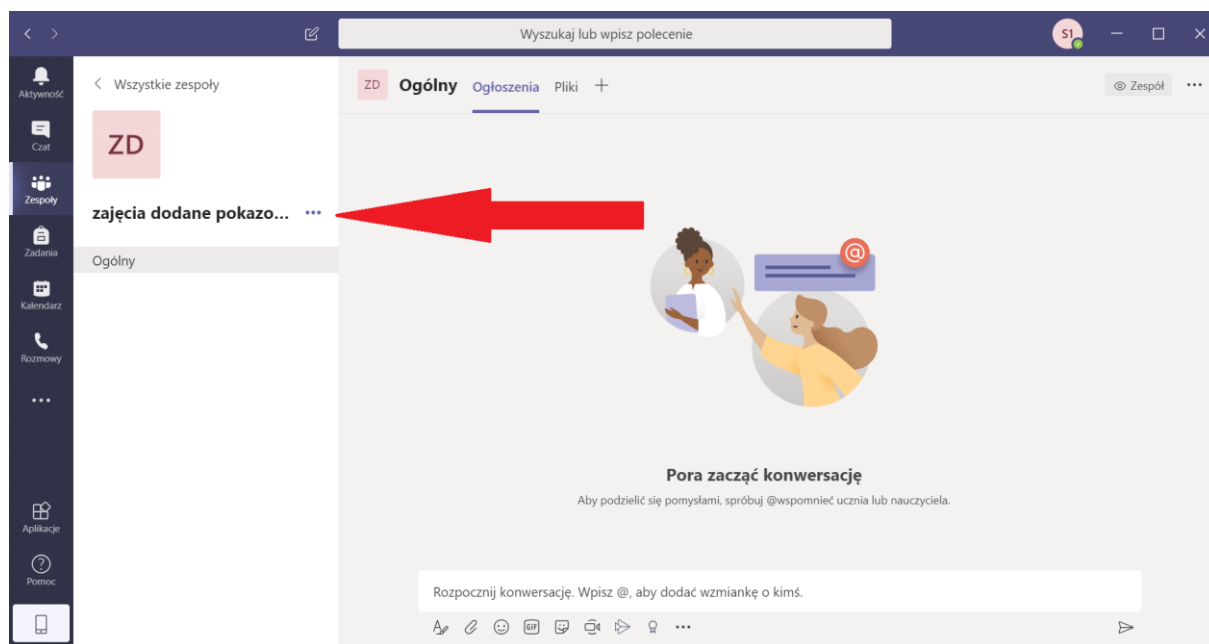 Wyszukaj lub wpisz polecenie
S1
Aktywność
Czat
Zespoły
Zadania
Kalendarz
Rozmowy
Aplikacje
Pomoc
Wszystkie zespoły
ZD
zajęcia dodane pokazo...
Ogólny
ZD Ogólny Ogłoszenia Pliki
Zespół
@
Pora zacząć konwersację
Aby podzielić się pomysłami, spróbuj @wspomnieć ucznia lub nauczyciela.
Rozpocznij konwersację. Wpisz @, aby dodać wzmiankę o kimś.
GIF